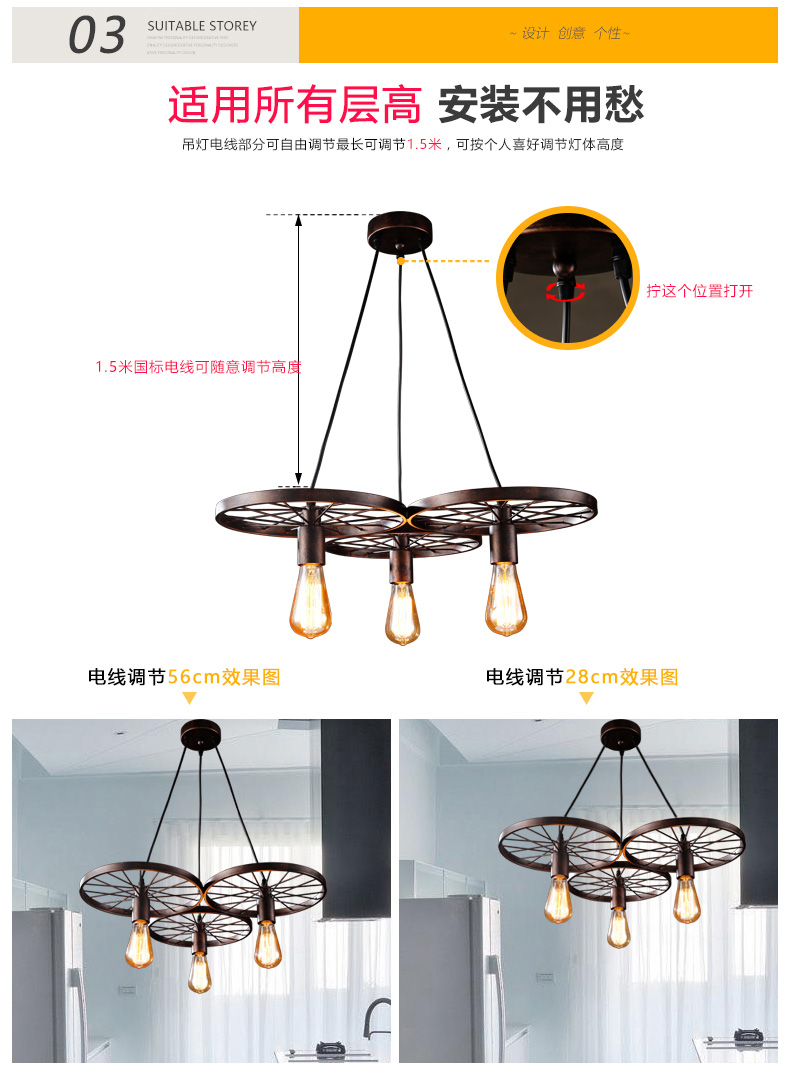 03
SUITABLE STOREY
~ 设计 创意 个性~
适用所有层高 安装不用愁
吊灯电线部分可自由调节最长可调节1.5米，可按个人喜好调节灯体高度
拧这个位置打开
1.5米国标电线可随意调节高度
电线调节56cm效果图
电线调节28cm效果图